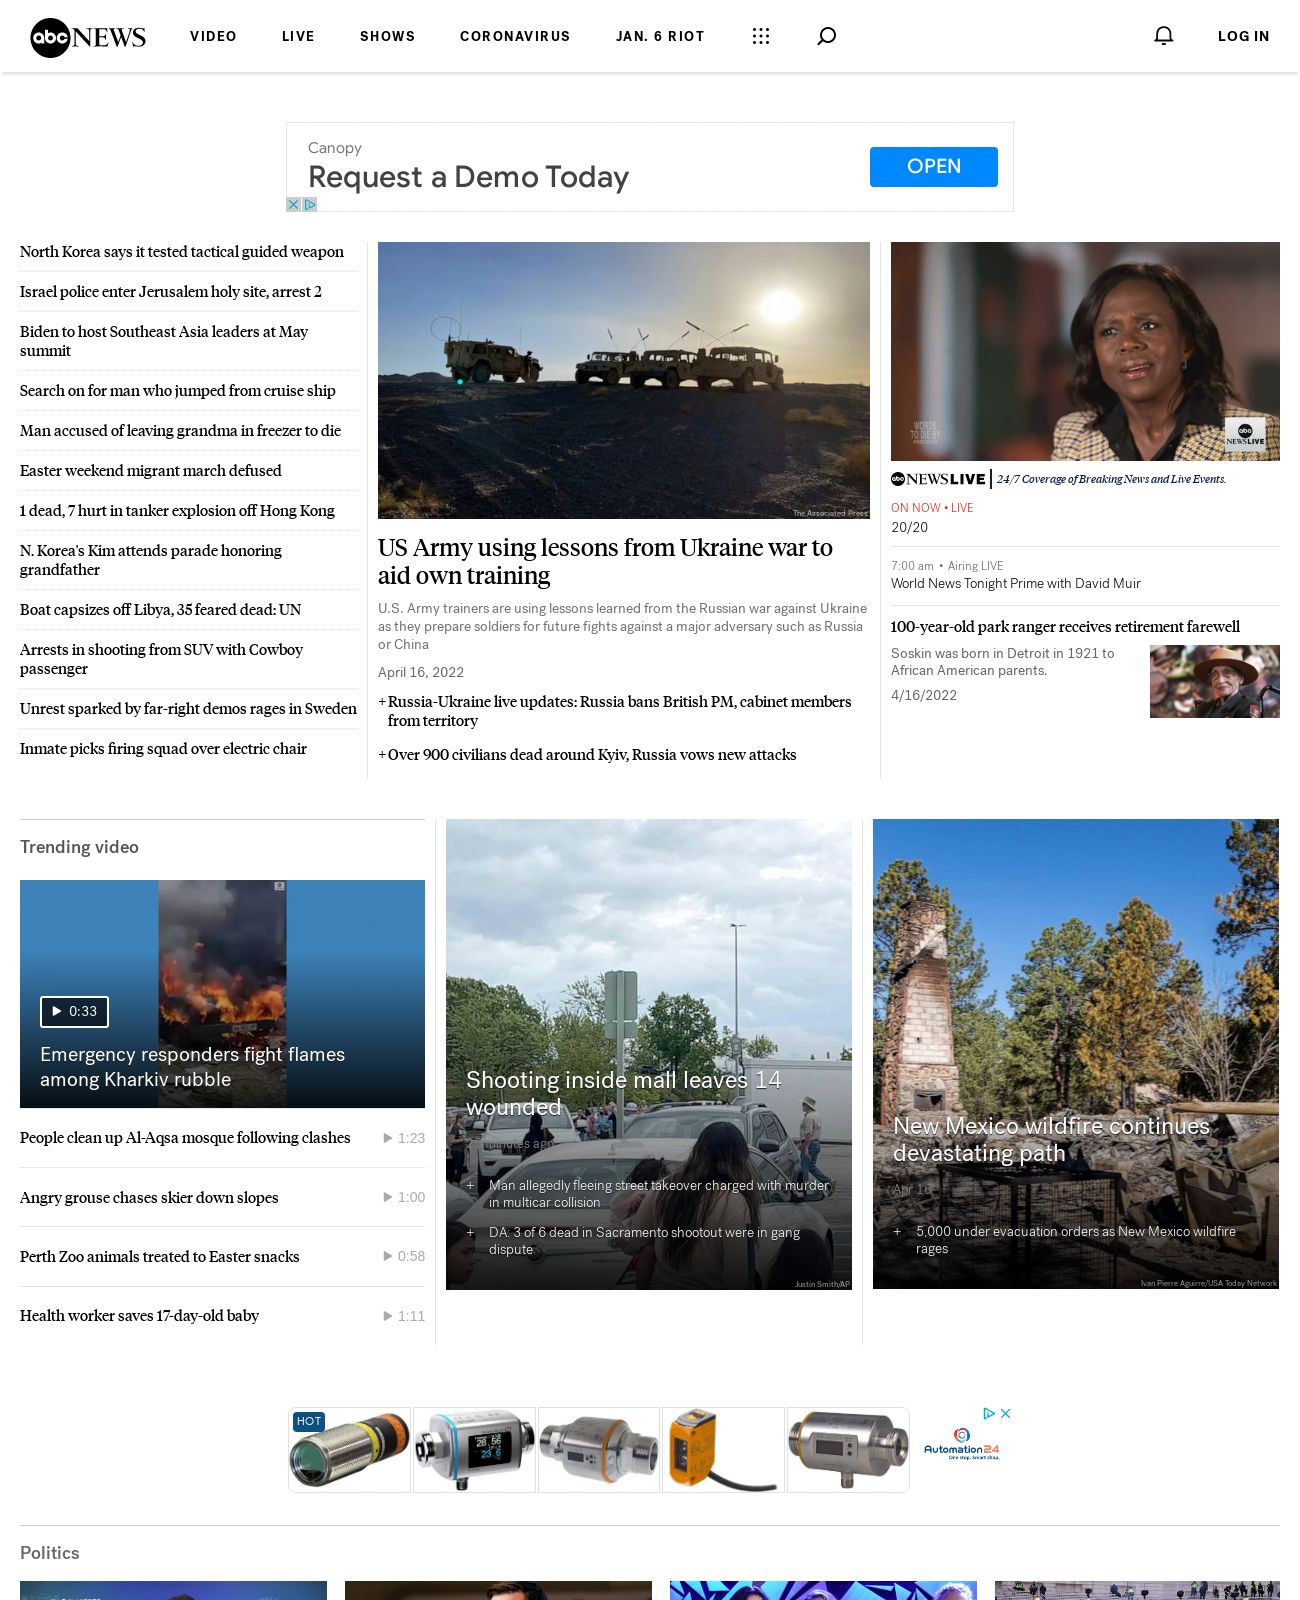 abc NEWS
VIDEO
LIVE
SHOWS
CORONAVIRUS
JAN. 6 RIOT
LOG IN
Canopy
Request a Demo Today
OPEN
North Korea says it tested tactical guided weapon
Israel police enter Jerusalem holy site, arrest 2
Biden to host Southeast Asia leaders at May
summit
Search on for man who jumped from cruise ship
Man accused of leaving grandma in freezer to die
Easter weekend migrant march defused
1 dead, 7 hurt in tanker explosion off Hong Kong
N. Korea's Kim attends parade honoring
grandfather
Boat capsizes off Libya, 35 feared dead: UN
Arrests in shooting from SUV with Cowboy
passenger
Unrest sparked by far-right demos rages in Sweden
Inmate picks firing squad over electric chair
The Associated Press
US Army using lessons from Ukraine war to
aid own training
U.S. Army trainers are using lessons learned from the Russian war against Ukraine
as they prepare soldiers for future fights against a major adversary such as Russia
or China
April 16, 2022
+ Russia-Ukraine live updates: Russia bans British PM, cabinet members
from territory
+ Over 900 civilians dead around Kyiv, Russia vows new attacks
WORDS
TO DIE BY
abc
NEWS LIVE
abc NEWS LIVE
24/7 Coverage of Breaking News and Live Events.
ON NOW • LIVE
20/20
7:00 am • Airing LIVE
World News Tonight Prime with David Muir
100-year-old park ranger receives retirement farewell
Soskin was born in Detroit in 1921 to
African American parents.
4/16/2022
Trending video
0:33
Emergency responders fight flames
among Kharkiv rubble
People clean up Al-Aqsa mosque following clashes
1:23
Angry grouse chases skier down slopes
1:00
Perth Zoo animals treated to Easter snacks
0:58
Health worker saves 17-day-old baby
1:11
Shooting inside mall leaves 14
wounded
minutes ago
+ Man allegedly fleeing street takeover charged with murder
in multicar collision
+ DA: 3 of 6 dead in Sacramento shootout were in gang
dispute
Justin Smith/AP
New Mexico wildfire continues
devastating path
Apr 16
+ 5,000 under evacuation orders as New Mexico wildfire
rages
Ivan Pierre Aguirre/USA Today Network
HOT
Automation24
One stop. Smart shop.
Politics